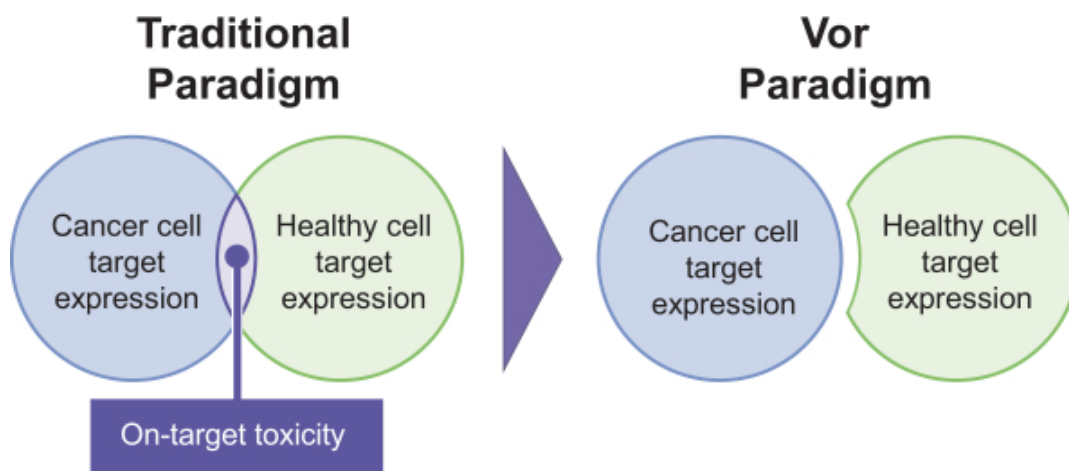 Traditional
Paradigm
Vor
Paradigm
Cancer cell
target
expression
Healthy cell
target
expression
Cancer cell
target
expression
Healthy cell
target
expression
On-target toxicity